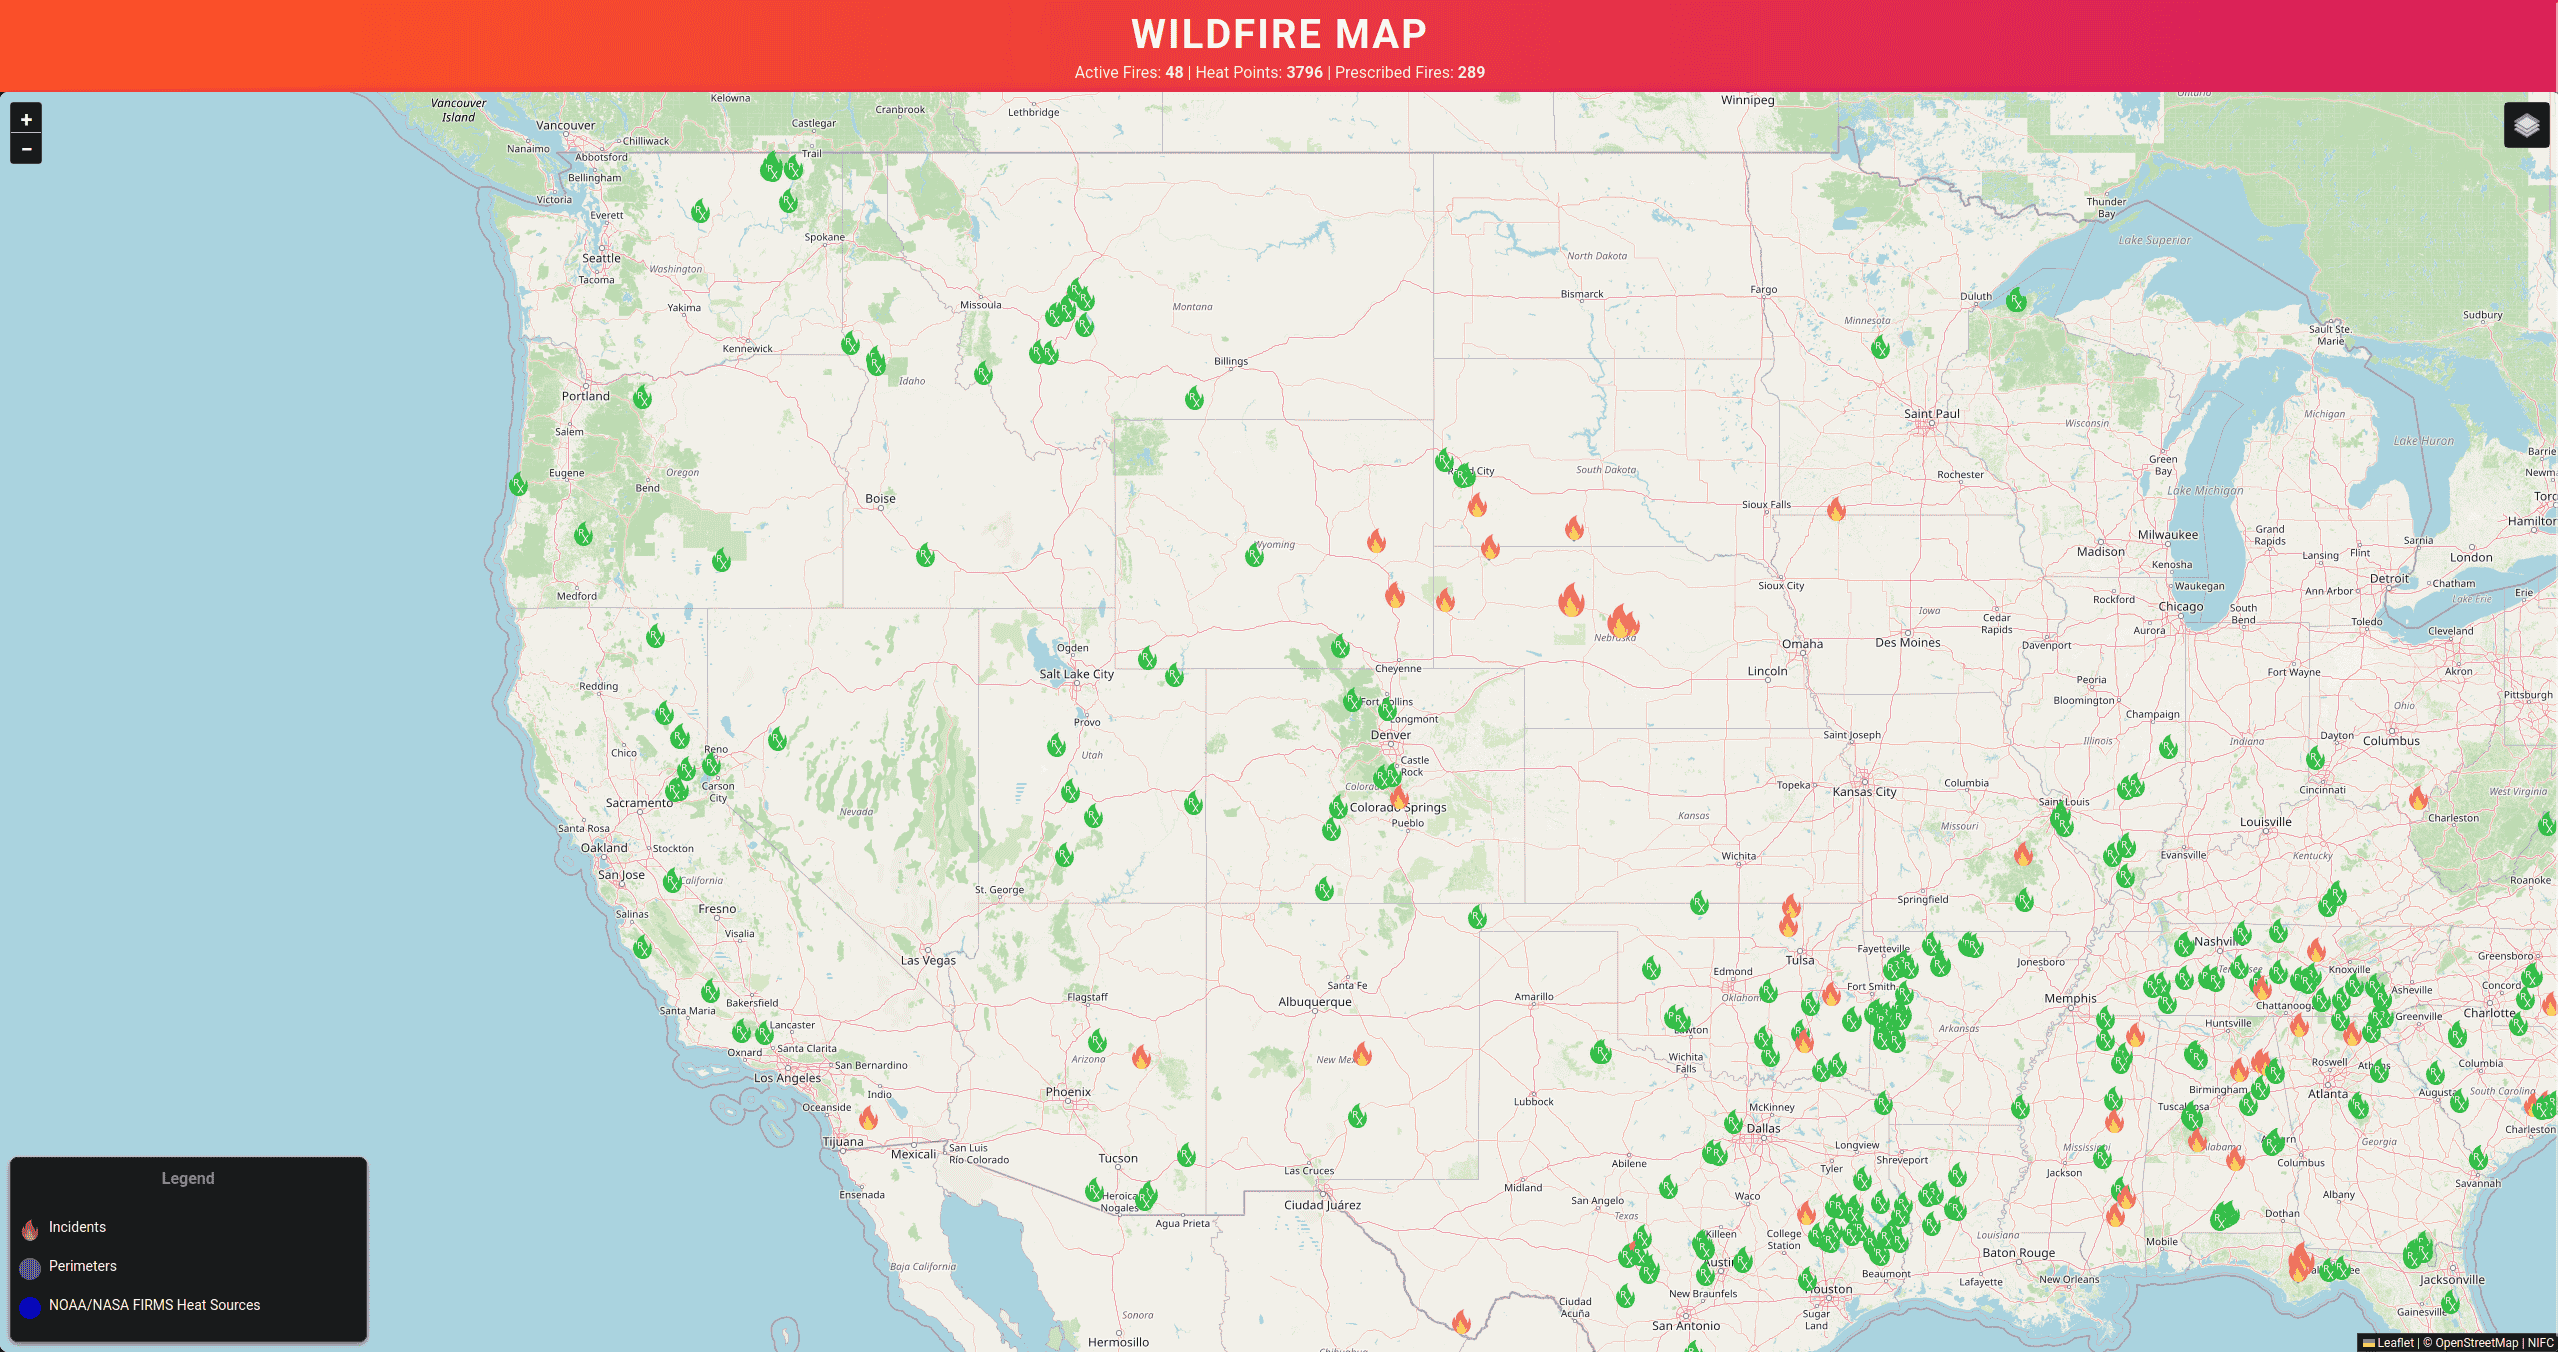 WILDFIRE MAP
Active Fires: 48 | Heat Points: 3796 | Prescribed Fires: 289
+
−
Vancouver
Island
Kelowna
Cranbrook
Lethbridge
Winnipeg
Ontario
Vancouver
Chilliwack
Castlegar
Nanaimo
Abbotsford
Trail
Bellingham
Victoria
Everett
Spokane
Seattle
Washington
Tacoma
Thunder
Bay
Lake Superior
North Dakota
Yakima
Missoula
Montana
Bismarck
Fargo
Duluth
Minnesota
Sudbury
Sault Ste.
Marie
Kennewick
Billings
Idaho
Portland
Salem
Saint Paul
Wisconsin
Michigan
Lake Huron
Barrie
Eugene
Oregon
Bend
City
South Dakota
Rochester
Green
Bay
Newm
Boise
Lake Michigan
Toro
Sioux Falls
Hamilton
Milwaukee
Grand
Rapids
Sarnia
Wyoming
Madison
Lansing
Flint
London
Kenosha
Medford
Sioux City
Waukegan
Detroit
Chatham
Rockford
Ann Arbor
Lake Erie
Erie
Iowa
Chicago
South
Bend
Cedar
Rapids
Aurora
Toledo
Cleveland
Nebraska
Omaha
Des Moines
Davenport
Ogden
Salt Lake City
Cheyenne
Lincoln
Fort Wayne
Akron
Redding
Peoria
Bloomington
Pittsburgh
Fort Collins
Longmont
Ohio
Provo
Champaign
Denver
Saint Joseph
Illinois
Indiana
Dayton
Columbus
Chico
Reno
Utah
Castle
Rock
Carson
City
Topeka
Columbia
Kansas City
Cincinnati
West Virginia
Sacramento
Colorado Springs
Saint Louis
Nevada
Pueblo
Kansas
Missouri
Louisville
Charleston
Santa Rosa
Oakland
Stockton
Wichita
Evansville
Kentucky
San Jose
California
St. George
Roanoke
Springfield
Salinas
Fresno
Visalia
Las Vegas
Tulsa
Fayetteville
Jonesboro
Nashville
Knoxville
Greensboro
Edmond
Santa Fe
Flagstaff
Albuquerque
Amarillo
Oklahoma
Fort Smith
Memphis
Tennessee
Chattanooga
Asheville
Concord
Charlotte
Bakersfield
Santa Maria
Lancaster
Lawton
Arkansas
Huntsville
Greenville
Oxnard
Santa Clarita
Arizona
New Mexico
Wichita
Falls
Roswell
Athens
Columbia
San Bernardino
Los Angeles
Indio
Phoenix
Lubbock
Birmingham
Atlanta
Augusta
South Carolina
Oceanside
McKinney
Dallas
Tuscaloosa
Charleston
Tijuana
Mexicali
San Luis
Río Colorado
Tucson
Las Cruces
Abilene
Longview
Tyler
Shreveport
Mississippi
Jackson
Alabama
Georgia
Columbus
Savannah
Ensenada
Heroica
Nogales
Agua Prieta
Ciudad Juárez
Midland
San Angelo
Texas
Waco
Albany
Dothan
Killeen
College
Station
Louisiana
Baton Rouge
Mobile
Baja California
Austin
Beaumont
Lafayette
New Orleans
Jacksonville
Ciudad
Acuña
New Braunfels
Houston
Sugar
Land
San Antonio
Gainesville
Sonora
Hermosillo
Chihuahua
Legend
Incidents
Perimeters
NOAA/NASA FIRMS Heat Sources
Leaflet | © OpenStreetMap | NIFC